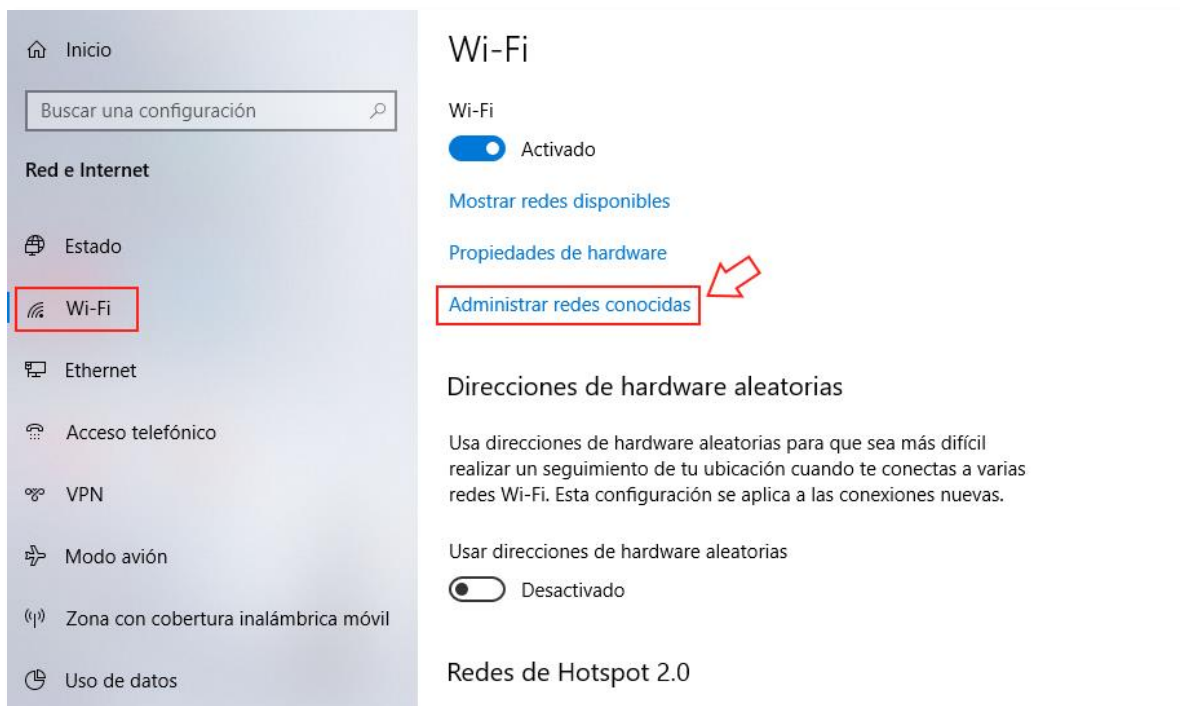 Inicio
Buscar una configuración
Red e Internet
Estado
Wi-Fi
Ethernet
Acceso telefónico
VPN
Modo avión
Zona con cobertura inalámbrica móvil
Uso de datos
Wi-Fi
Wi-Fi
Activado
Mostrar redes disponibles
Propiedades de hardware
Administrar redes conocidas
Direcciones de hardware aleatorias
Usa direcciones de hardware aleatorias para que sea más difícil
realizar un seguimiento de tu ubicación cuando te conectas a varias
redes Wi-Fi. Esta configuración se aplica a las conexiones nuevas.
Usar direcciones de hardware aleatorias
Desactivado
Redes de Hotspot 2.0